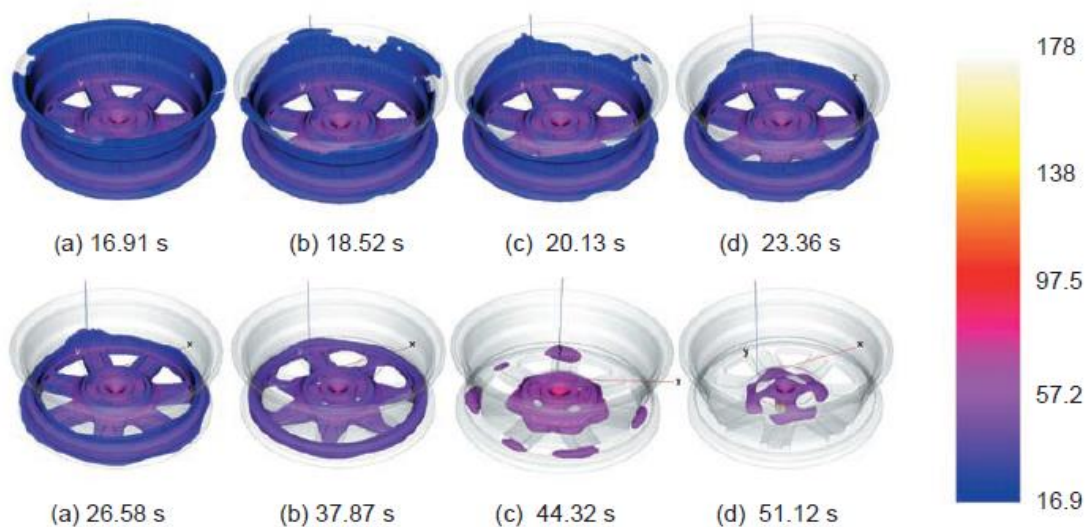 (a) 16.91 s
(b) 18.52 s
(c) 20.13 s
(d) 23.36 s
(a) 26.58 s
(b) 37.87 s
(c) 44.32 s
(d) 51.12 s
178
138
97.5
57.2
16.9